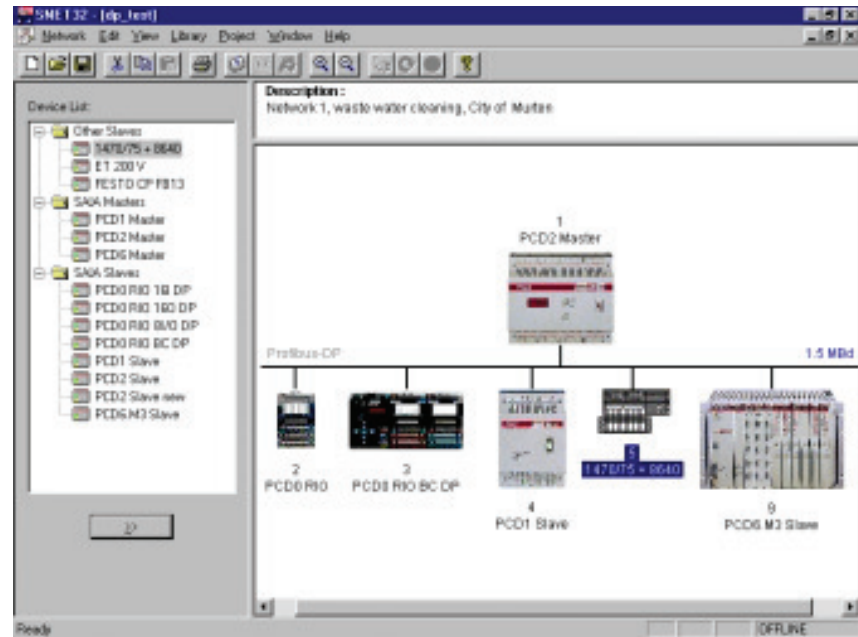 SNET32 - [dp_test]
Network Edit View Library Project Window Help
Device List:
Other Slaves
1470/75 + 8640
ET 200 V
FESTO CP FB13
SAIA Masters
PCD1 Master
PCD2 Master
PCD6 Master
SAIA Slaves
PCD0 RIO 16I DP
PCD0 RIO 16O DP
PCD0 RIO 8I/O DP
PCD0 RIO BC DP
PCD1 Slave
PCD2 Slave
PCD2 Slave new
PCD6.M3 Slave
>>
Description :
Network 1, waste water cleaning, City of Murten
1
PCD2 Master
Profibus-DP
1.5 MBd
2
PCD0 RIO
3
PCD0 RIO BC DP
4
PCD1 Slave
5
1470/75 + 8640
9
PCD6.M3 Slave
Ready
OFFLINE